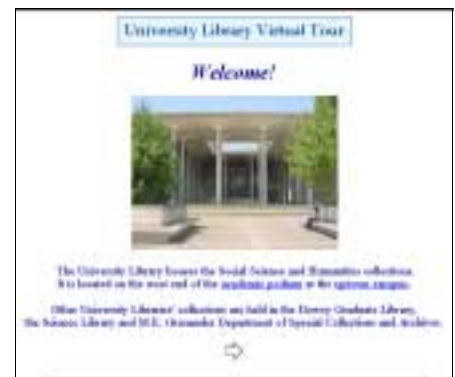 University Library Virtual Tour
Welcome!
The University Library houses the Social Science and Humanities collections.
It is located on the west end of the academic podium at the uptown campus.
Other University Libraries' collections are held in the Dewey Graduate Library,
the Science Library and M.E. Grenander Department of Special Collections and Archives.